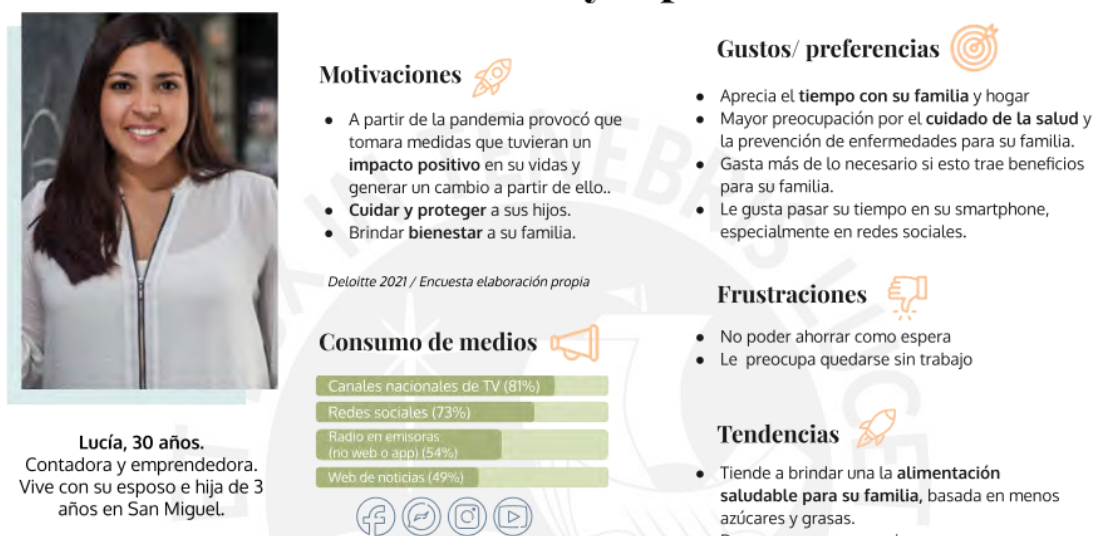 Motivaciones
● A partir de la pandemia provocó que
tomara medidas que tuvieran un
impacto positivo en su vidas y
generar un cambio a partir de ello..
● Cuidar y proteger a sus hijos.
● Brindar bienestar a su familia.
Deloitte 2021 / Encuesta elaboración propia
Consumo de medios
Canales nacionales de TV (81%)
Redes sociales (73%)
Radio en emisoras
(no web o app) (54%)
Web de noticias (49%)
Lucía, 30 años.
Contadora y emprendedora.
Vive con su esposo e hija de 3
años en San Miguel.
Gustos/ preferencias
● Aprecia el tiempo con su familia y hogar
● Mayor preocupación por el cuidado de la salud y
la prevención de enfermedades para su familia.
● Gasta más de lo necesario si esto trae beneficios
para su familia.
● Le gusta pasar su tiempo en su smartphone,
especialmente en redes sociales.
Frustraciones
● No poder ahorrar como espera
● Le preocupa quedarse sin trabajo
Tendencias
● Tiende a brindar una la alimentación
saludable para su familia, basada en menos
azúcares y grasas.
ET LUX IN TENEBRIS LUCET